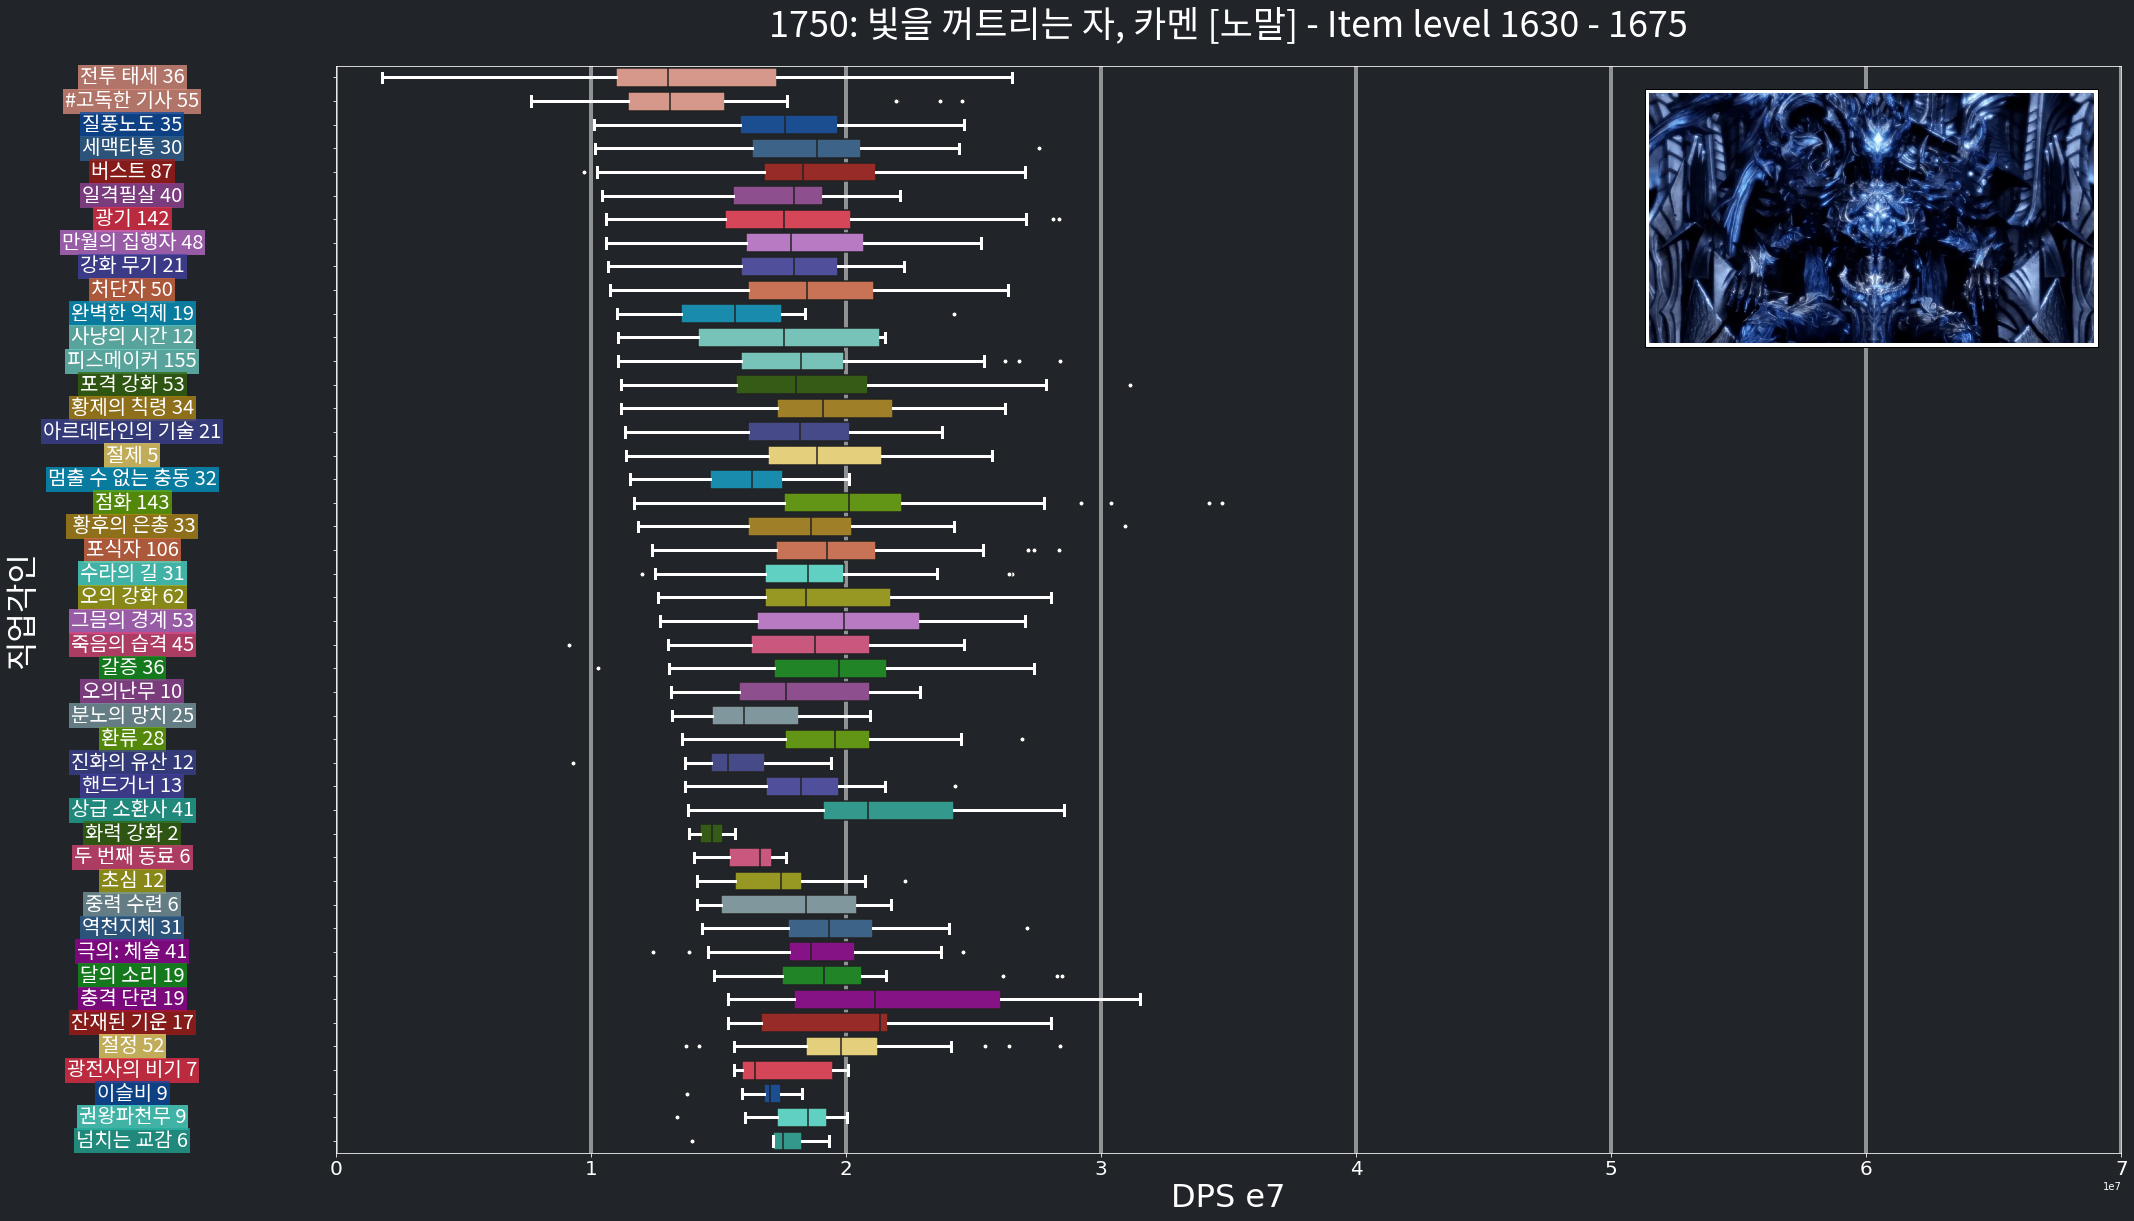 1750: 빛을 꺼트리는 자, 카멘 [노말] - Item level 1630 - 1675
직업각인
전투 태세 36
#고독한 기사 55
질풍노도 35
세맥타통 30
버스트 87
일격필살 40
광기 142
만월의 집행자 48
강화 무기 21
처단자 50
완벽한 억제 19
사냥의 시간 12
피스메이커 155
포격 강화 53
황제의 칙령 34
아르데타인의 기술 21
절제 5
멈출 수 없는 충동 32
점화 143
황후의 은총 33
포식자 106
수라의 길 31
오의 강화 62
그믐의 경계 53
죽음의 습격 45
갈증 36
오의난무 10
분노의 망치 25
환류 28
진화의 유산 12
핸드거너 13
상급 소환사 41
화력 강화 2
두 번째 동료 6
초심 12
중력 수련 6
역천지체 31
극의: 체술 41
달의 소리 19
충격 단련 19
잔재된 기운 17
절정 52
광전사의 비기 7
이슬비 9
권왕파천무 9
넘치는 교감 6
0 1 2 3 4 5 6 7
1e7
DPS e7